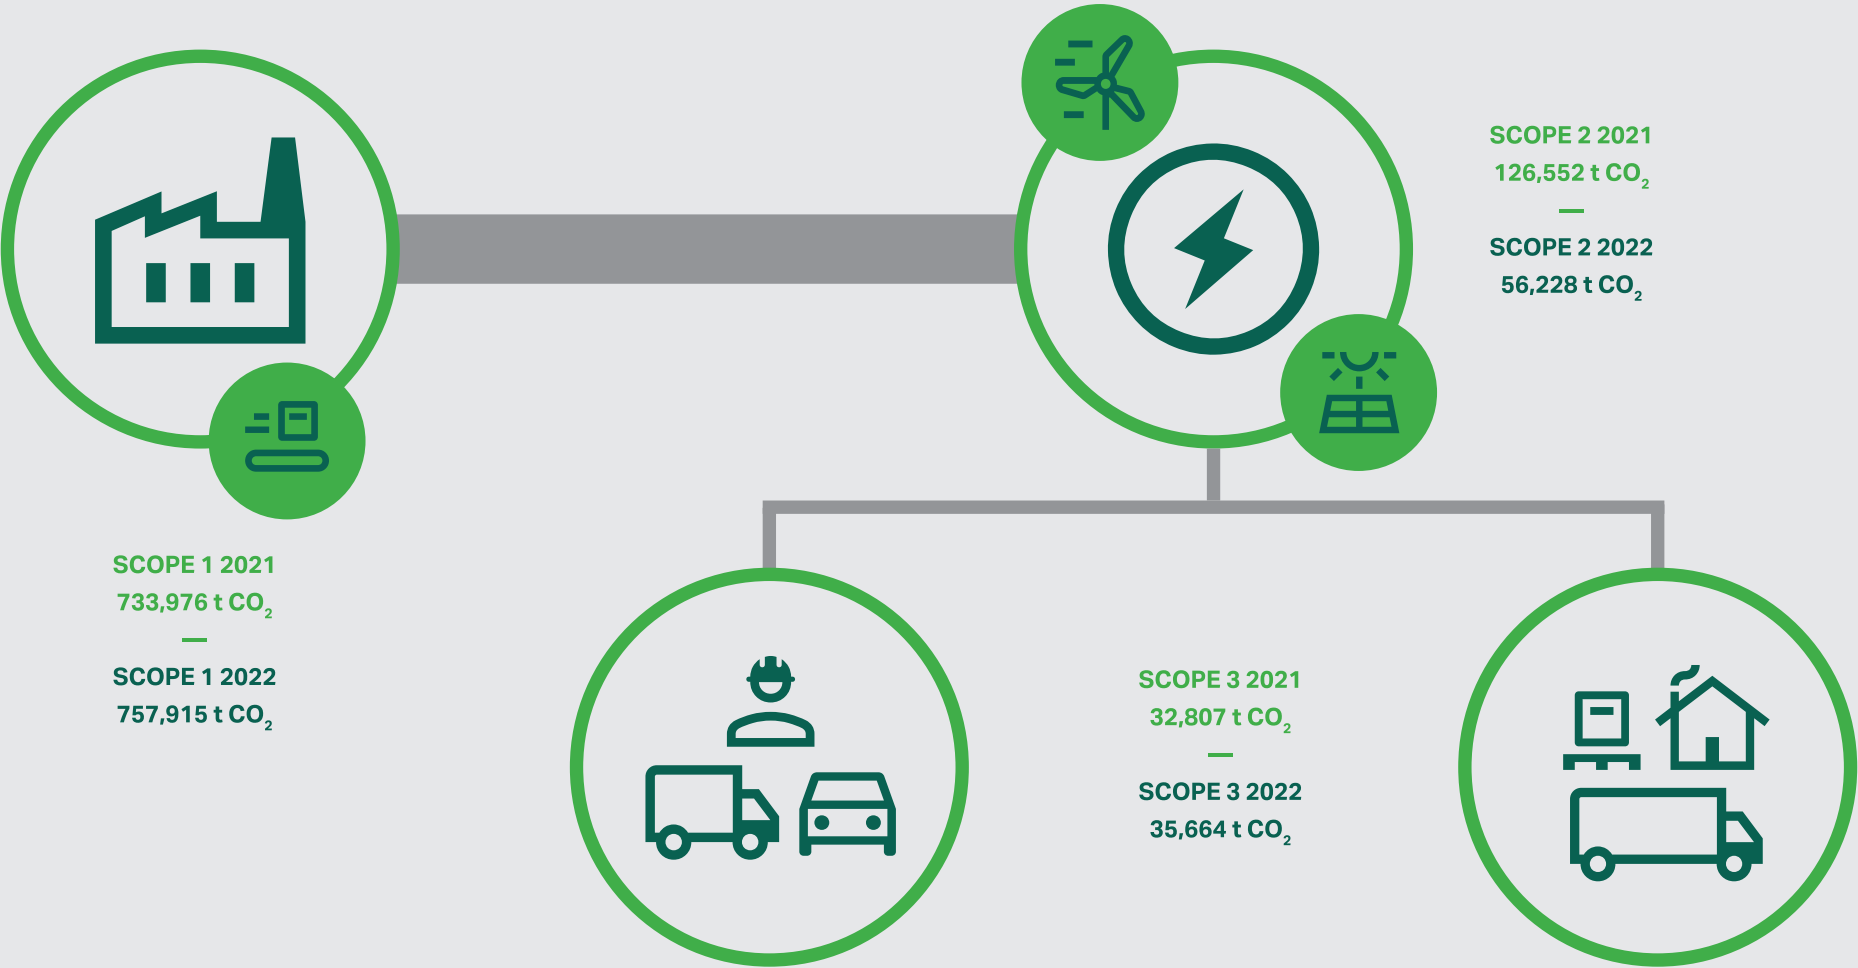 SCOPE 1 2021
733,976 t CO₂
SCOPE 1 2022
757,915 t CO₂
SCOPE 2 2021
126,552 t CO₂
SCOPE 2 2022
56,228 t CO₂
SCOPE 3 2021
32,807 t CO₂
SCOPE 3 2022
35,664 t CO₂